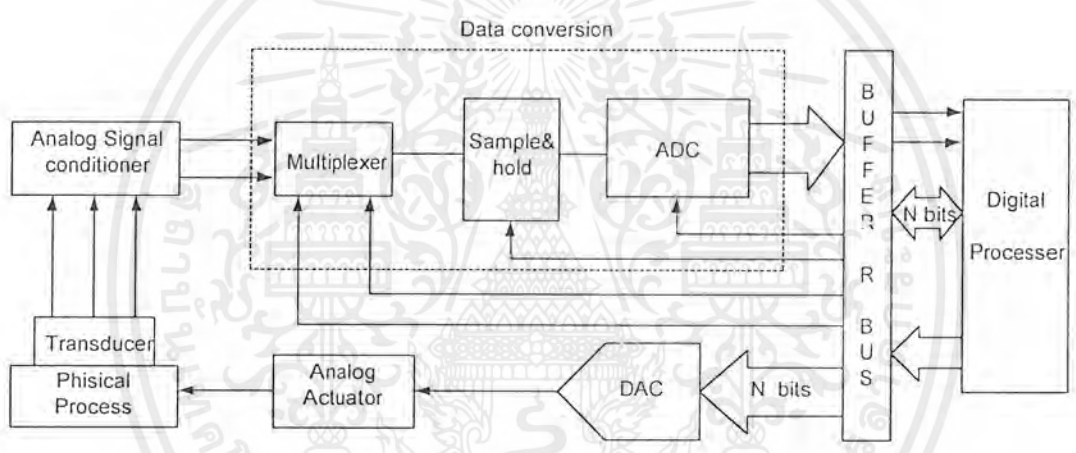 Data conversion
Analog Signal
conditioner
Multiplexer
Sample&
hold
ADC
B
U
F
F
E
R
R
B
U
S
N bits
Digital
Processer
Transducer
Phisical
Process
Analog
Actuator
DAC
N bits